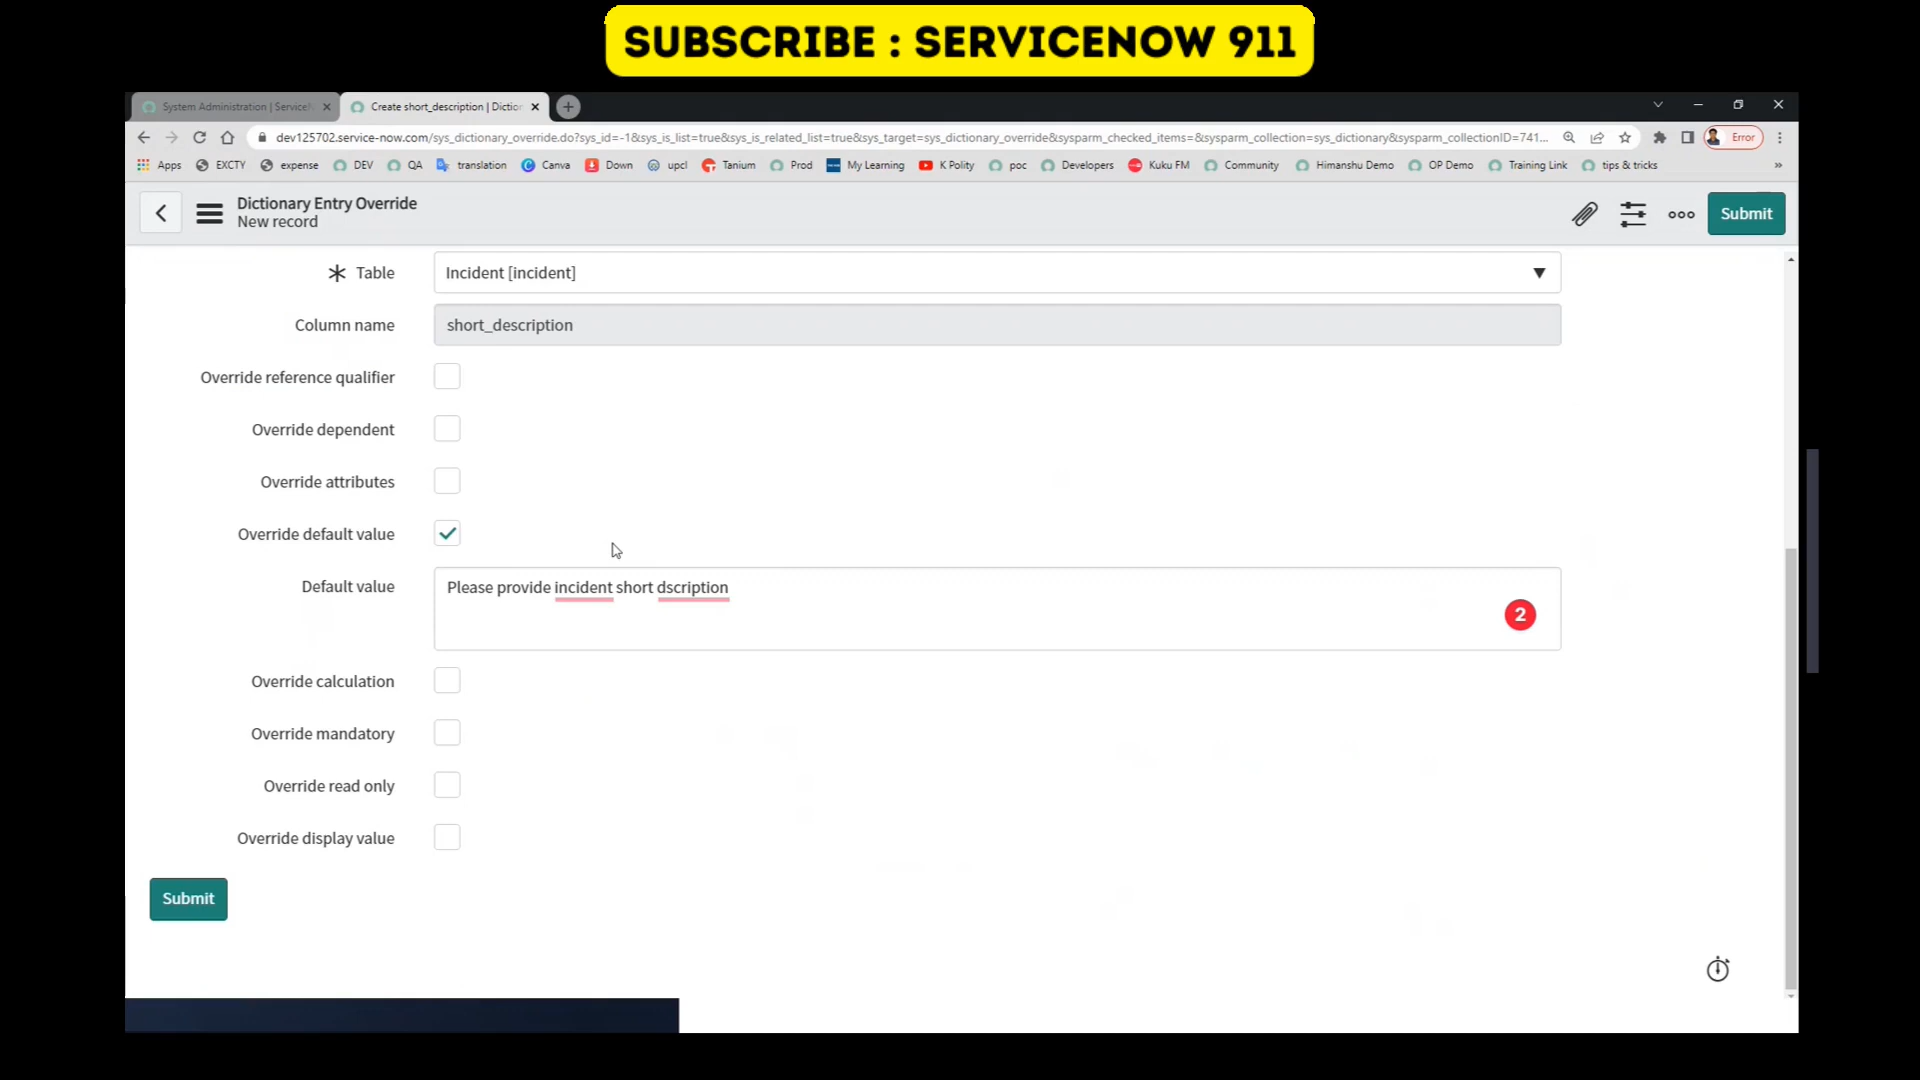 SUBSCRIBE : SERVICENOW 911
System Administration | Service
Create short_description | Diction
dev125702.service-now.com/sys_dictionary_override.do?sys_id=-1&sys_is_list=true&sys_is_related_list=true&sys_target=sys_dictionary_override&sysparm_checked_items=&sysparm_collection=sys_dictionary&sysparm_collectionID=741...
Error
Apps EXCTY expense DEV QA translation Canva Down upcl Tanium Prod My Learning K Polity poc Developers Kuku FM Community Himanshu Demo OP Demo Training Link tips & tricks »
Dictionary Entry Override
New record
Submit
Table
Incident [incident]
Column name
short_description
Override reference qualifier
Override dependent
Override attributes
Override default value
Default value
Please provide incident short dscription
2
Override calculation
Override mandatory
Override read only
Override display value
Submit